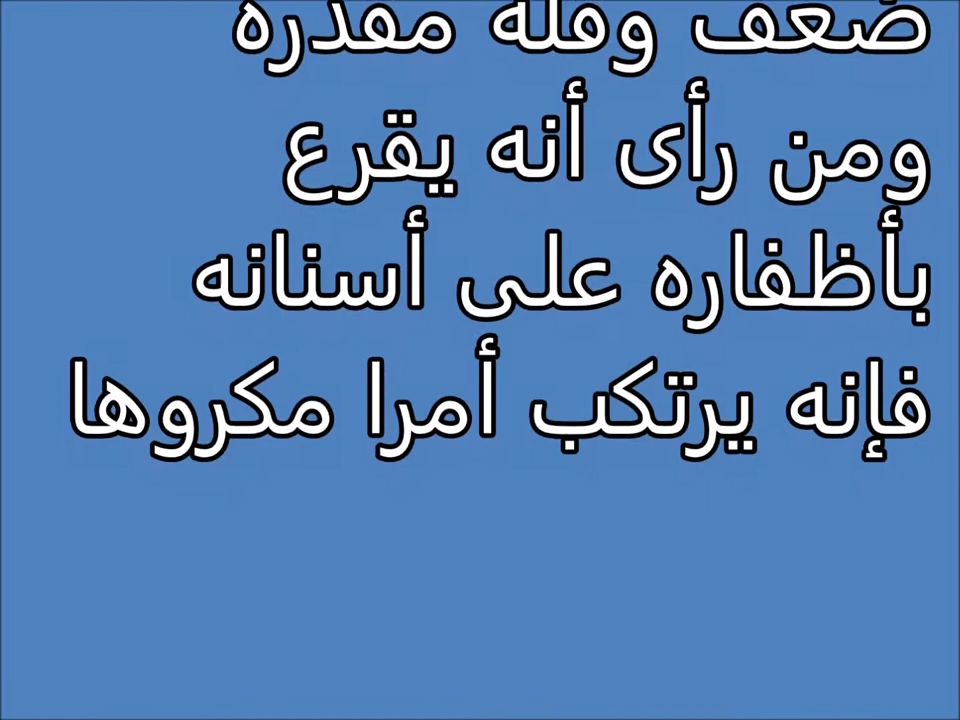 ضعف وقلة مقدرة
ومن رأى أنه يقرع
بأظفاره على أسنانه
فإنه يرتكب أمرا مكروها